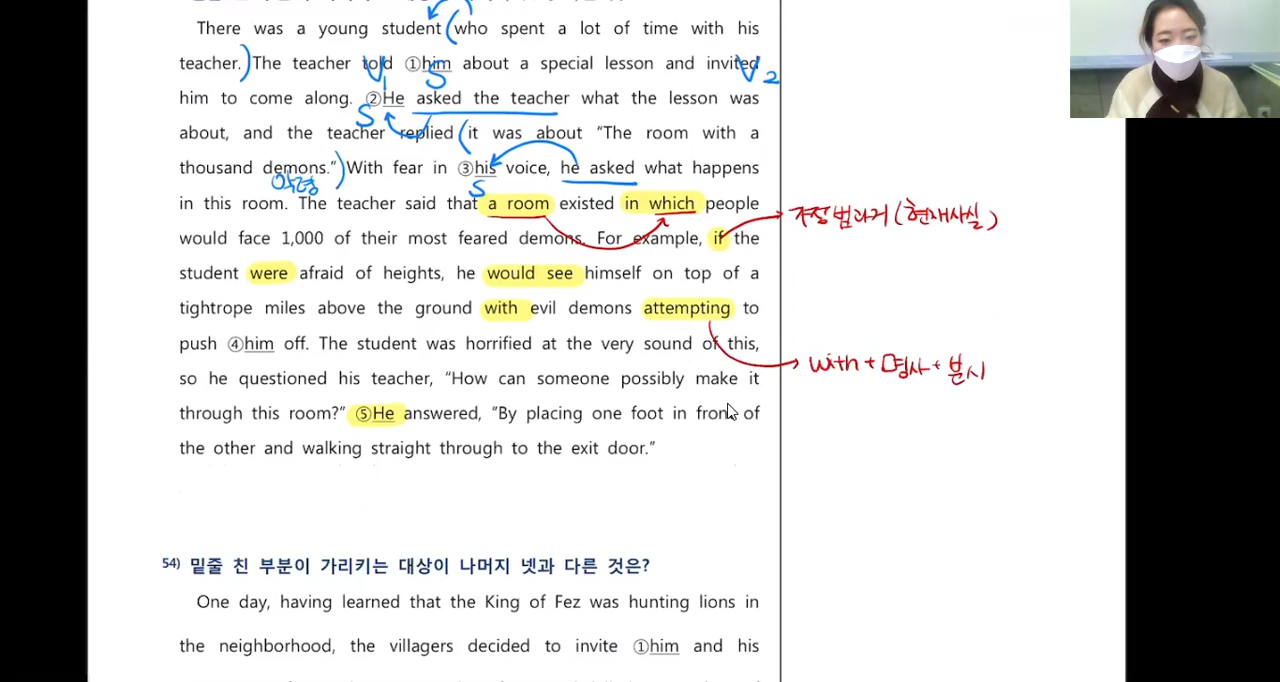 There was a young student who spent a lot of time with his
teacher. The teacher told ①him about a special lesson and invited V2
V1 S
him to come along. ②He asked the teacher what the lesson was
S
about, and the teacher replied it was about "The room with a
thousand demons." With fear in ③his voice, he asked what happens
악령 S
in this room. The teacher said that a room existed in which people
가정법과거(현재사실)
would face 1,000 of their most feared demons. For example, if the
student were afraid of heights, he would see himself on top of a
tightrope miles above the ground with evil demons attempting to
push ④him off. The student was horrified at the very sound of this,
with + 명사 + 분사
so he questioned his teacher, "How can someone possibly make it
through this room?" ⑤He answered, "By placing one foot in front of
the other and walking straight through to the exit door."
54) 밑줄 친 부분이 가리키는 대상이 나머지 넷과 다른 것은?
One day, having learned that the King of Fez was hunting lions in
the neighborhood, the villagers decided to invite ①him and his